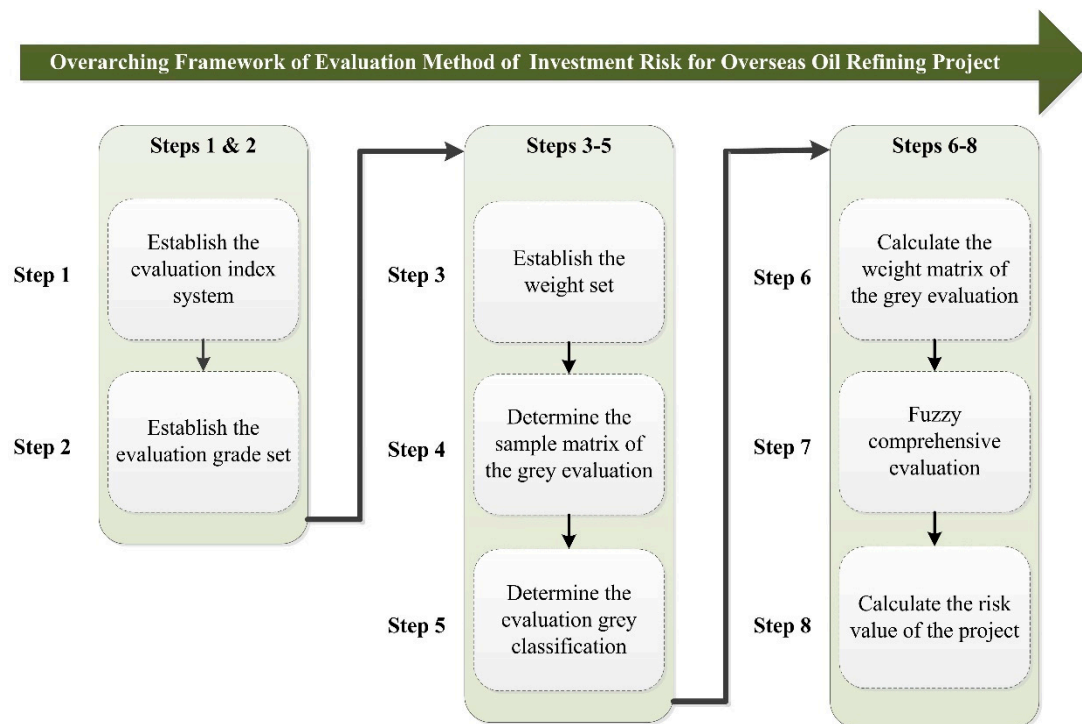 Overarching Framework of Evaluation Method of Investment Risk for Overseas Oil Refining Project
Steps 1 & 2
Step 1
Establish the
evaluation index
system
Step 2
Establish the
evaluation grade set
Steps 3-5
Step 3
Establish the
weight set
Step 4
Determine the
sample matrix of
the grey evaluation
Step 5
Determine the
evaluation grey
classification
Steps 6-8
Step 6
Calculate the
weight matrix of
the grey evaluation
Step 7
Fuzzy
comprehensive
evaluation
Step 8
Calculate the risk
value of the project